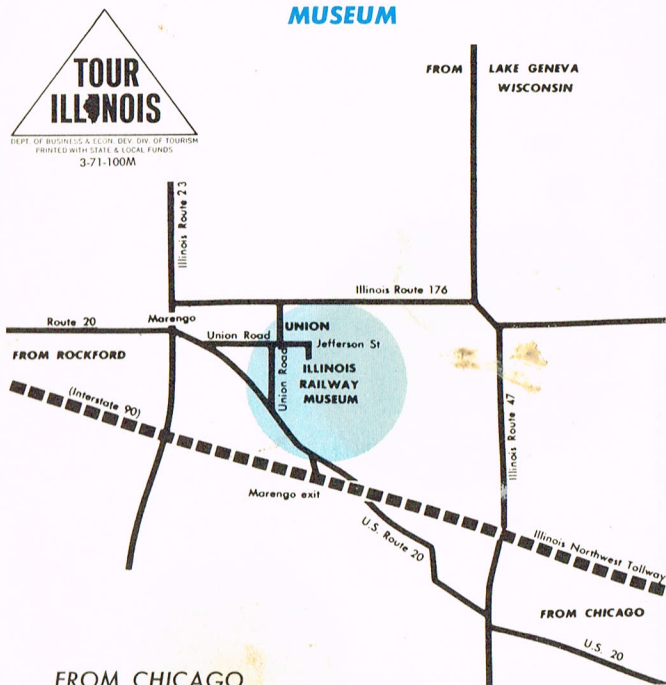 MUSEUM
TOUR
ILLINOIS
DEPT. OF BUSINESS & ECON. DEV. DIV. OF TOURISM
PRINTED WITH STATE & LOCAL FUNDS
3-71-100M
FROM LAKE GENEVA
WISCONSIN
Illinois Route 23
Illinois Route 176
Route 20
Marengo
Union Road
UNION
Jefferson St
FROM ROCKFORD
Union Road
ILLINOIS
RAILWAY
MUSEUM
(Interstate 90)
Illinois Route 47
Marengo exit
U.S. Route 20
Illinois Northwest Tollway
FROM CHICAGO
U.S. 20
FROM CHICAGO